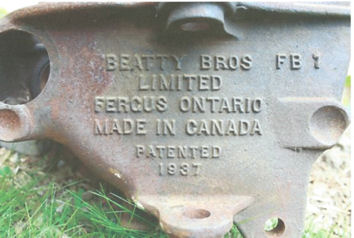 BEATTY BROS FB 1
LIMITED
FERGUS ONTARIO
MADE IN CANADA
PATENTED
1937